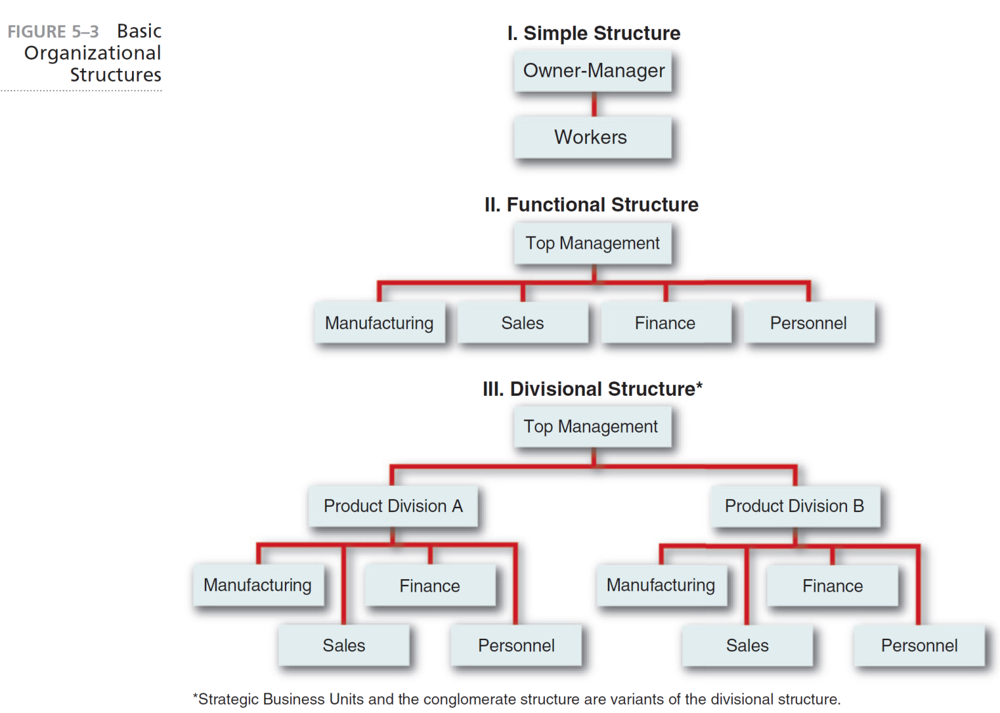 FIGURE 5–3 Basic
Organizational
Structures
I. Simple Structure
Owner-Manager
Workers
II. Functional Structure
Top Management
Manufacturing
Sales
Finance
Personnel
III. Divisional Structure*
Top Management
Product Division A
Product Division B
Manufacturing
Finance
Manufacturing
Finance
Sales
Personnel
Sales
Personnel
*Strategic Business Units and the conglomerate structure are variants of the divisional structure.